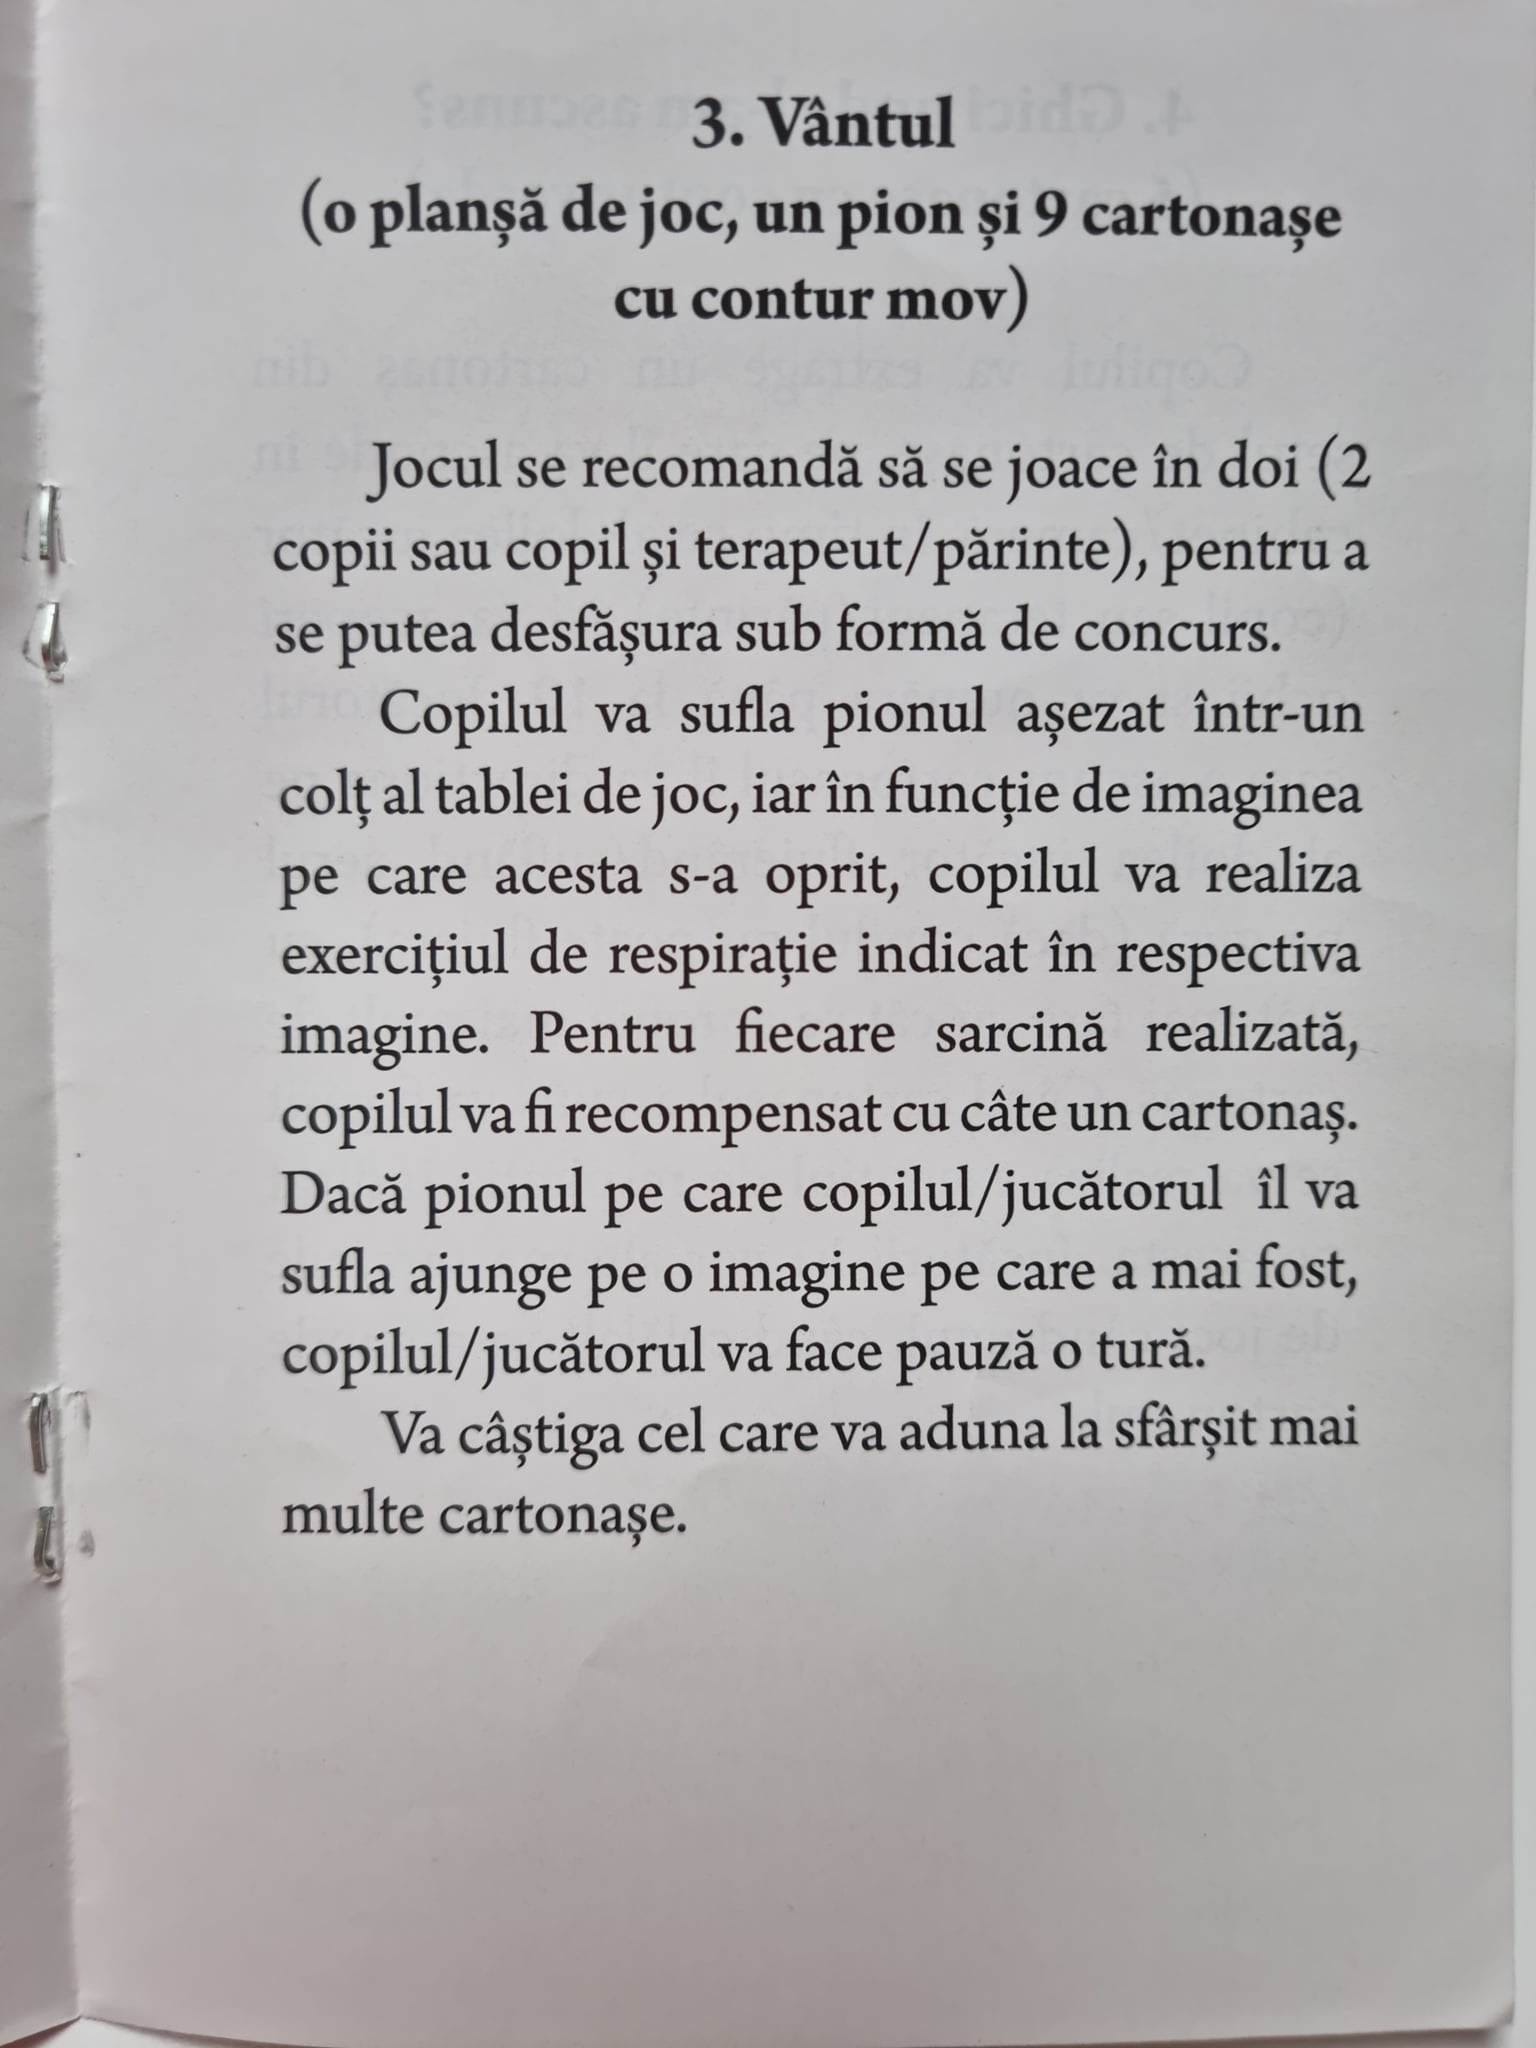 3. Vântul
(o planșă de joc, un pion și 9 cartonașe
cu contur mov)
Jocul se recomandă să se joace în doi (2
copii sau copil și terapeut/părinte), pentru a
se putea desfășura sub formă de concurs.
Copilul va sufla pionul așezat într-un
colț al tablei de joc, iar în funcție de imaginea
pe care acesta s-a oprit, copilul va realiza
exercițiul de respirație indicat în respectiva
imagine. Pentru fiecare sarcină realizată,
copilul va fi recompensat cu câte un cartonaș.
Dacă pionul pe care copilul/jucătorul îl va
sufla ajunge pe o imagine pe care a mai fost,
copilul/jucătorul va face pauză o tură.
Va câștiga cel care va aduna la sfârșit mai
multe cartonașe.